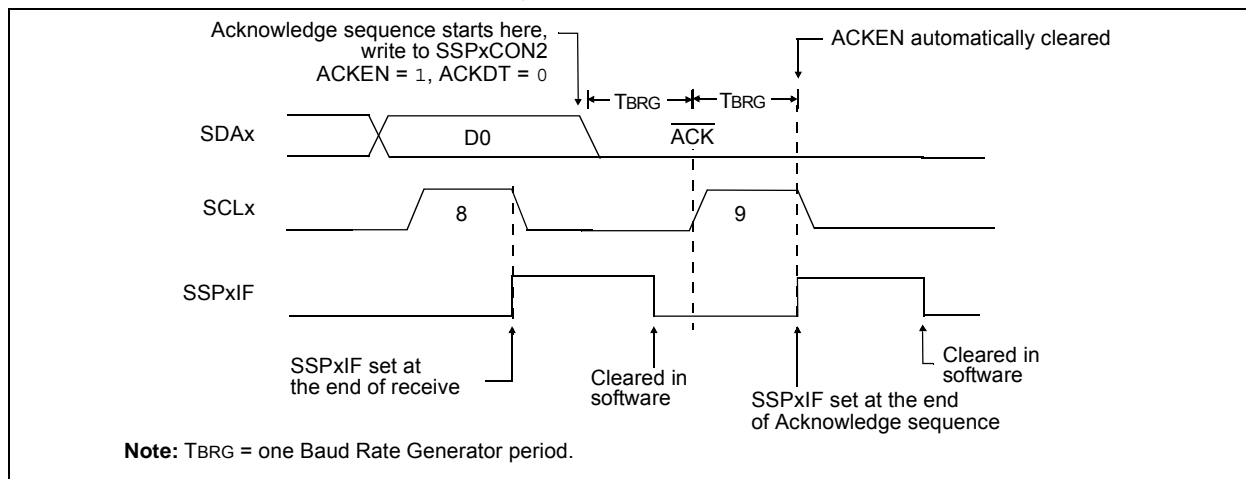 Acknowledge sequence starts here,
write to SSPxCON2
ACKEN = 1, ACKDT = 0
ACKEN automatically cleared
TBRG
TBRG
SDAx
D0
ACK
SCLx
8
9
SSPxIF
SSPxIF set at
the end of receive
Cleared in
software
SSPxIF set at the end
of Acknowledge sequence
Cleared in
software
Note: TBRG = one Baud Rate Generator period.